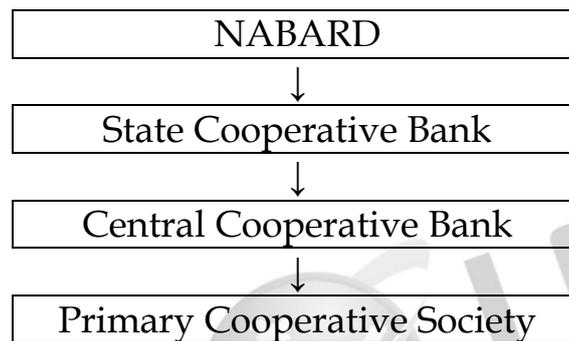 NABARD
↓
State Cooperative Bank
↓
Central Cooperative Bank
↓
Primary Cooperative Society